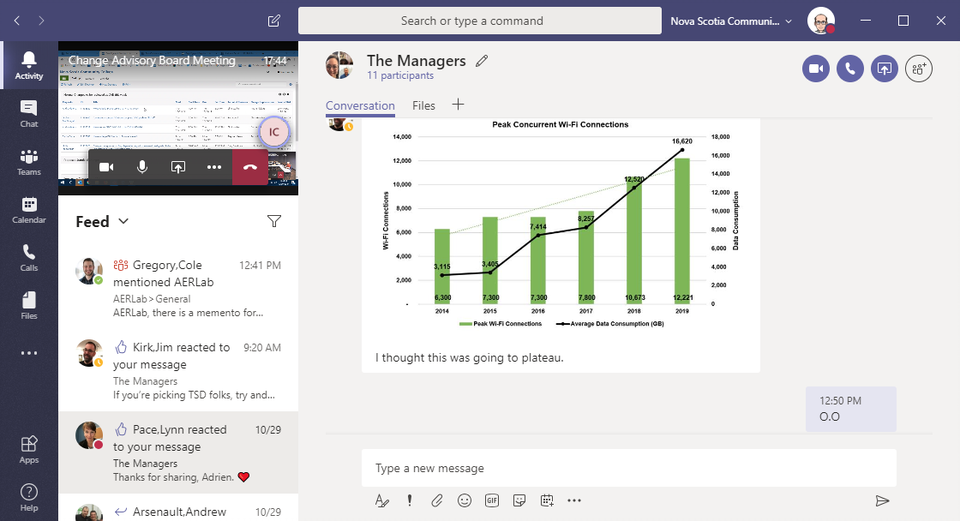 Search or type a command
Nova Scotia Communi...
Activity
Chat
Teams
Calendar
Calls
Files
Apps
Help
Change Advisory Board Meeting
17:44
IC
Feed
Gregory,Cole
12:41 PM
mentioned AERLab
AERLab>General
AERLab, there is a memento for...
Kirk,Jim reacted to
9:20 AM
your message
The Managers
If you're picking TSD folks, try and...
Pace,Lynn reacted
10/29
to your message
The Managers
Thanks for sharing, Adrien. ❤
Arsenault,Andrew
10/29
The Managers
11 participants
Conversation
Files
Peak Concurrent Wi-Fi Connections
14,000
12,000
10,000
8,000
6,000
4,000
2,000
-
Wi-Fi Connections
18,000
16,000
14,000
12,000
10,000
8,000
6,000
4,000
2,000
0
Data Consumption
3,115
3,405
7,414
8,257
12,520
16,620
6,300
7,300
7,300
7,800
10,673
12,221
2014
2015
2016
2017
2018
2019
Peak Wi-Fi Connections
Average Data Consumption (GB)
I thought this was going to plateau.
12:50 PM
O.O
Type a new message
GIF